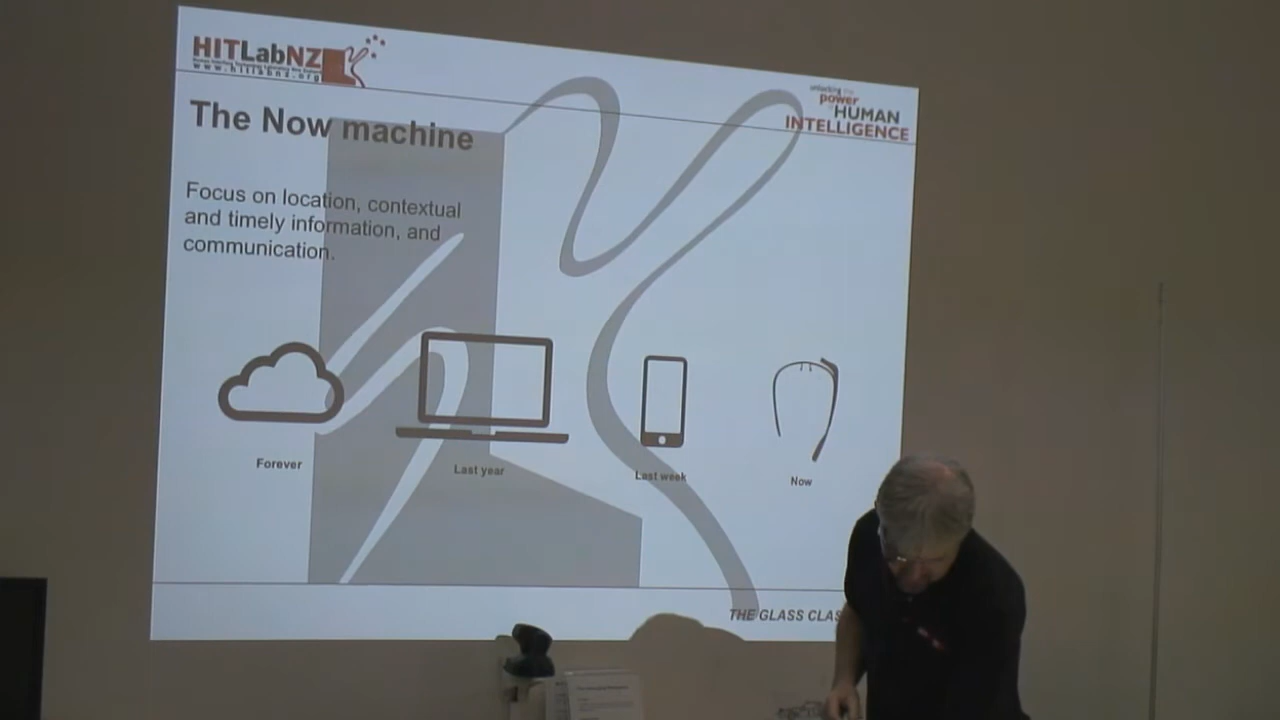 HITLabNZ
www.hitlabnz.org
unlocking the
power
of HUMAN
INTELLIGENCE
The Now machine
Focus on location, contextual
and timely information, and
communication.
Forever
Last year
Last week
Now
THE GLASS CLAS